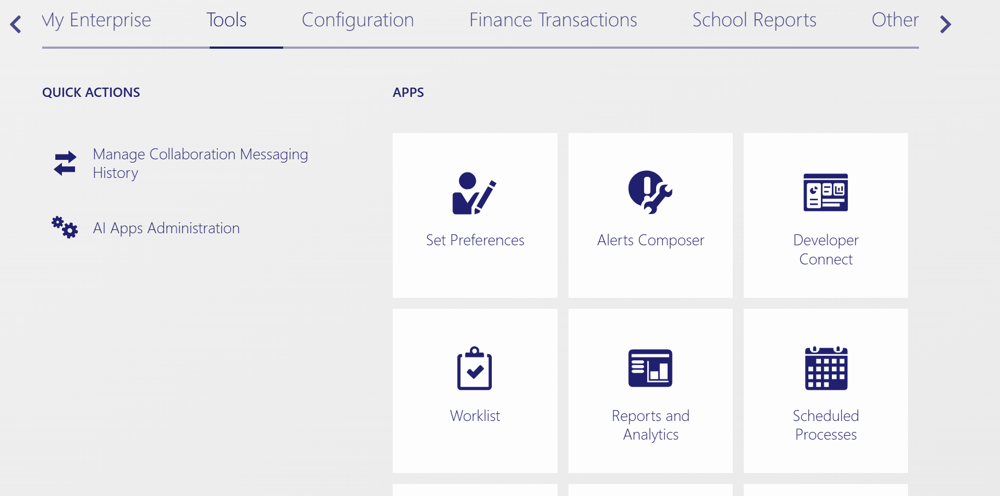 My Enterprise
Tools
Configuration
Finance Transactions
School Reports
Other
QUICK ACTIONS
APPS
Manage Collaboration Messaging
History
AI Apps Administration
Set Preferences
Alerts Composer
Developer
Connect
Worklist
Reports and
Analytics
Scheduled
Processes